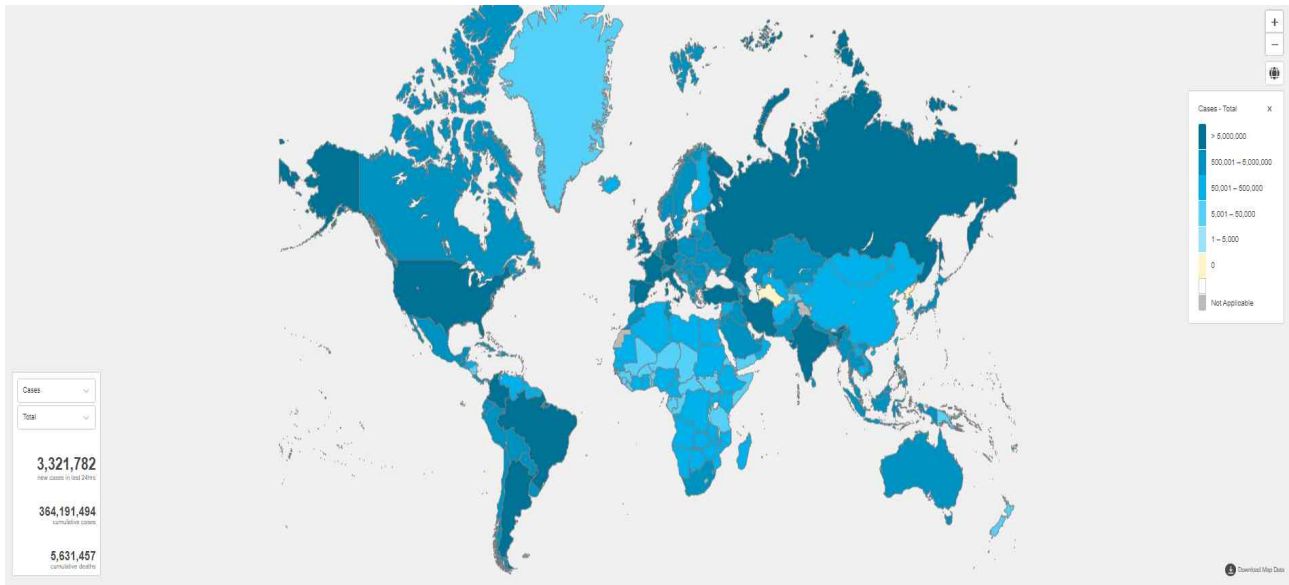 +
−
Cases - Total x
> 5,000,000
500,001 – 5,000,000
50,001 – 500,000
5,001 – 50,000
1 – 5,000
0
Not Applicable
Cases
Total
3,321,782
new cases in last 24hrs
364,191,494
cumulative cases
5,631,457
cumulative deaths
Download Map Data